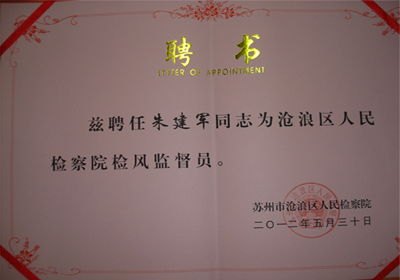 聘书
LETTER OF APPOINTMENT
兹聘任朱建军同志为沧浪区人民
检察院检风监督员。
苏州市沧浪区人民检察院
二〇一二年五月三十日